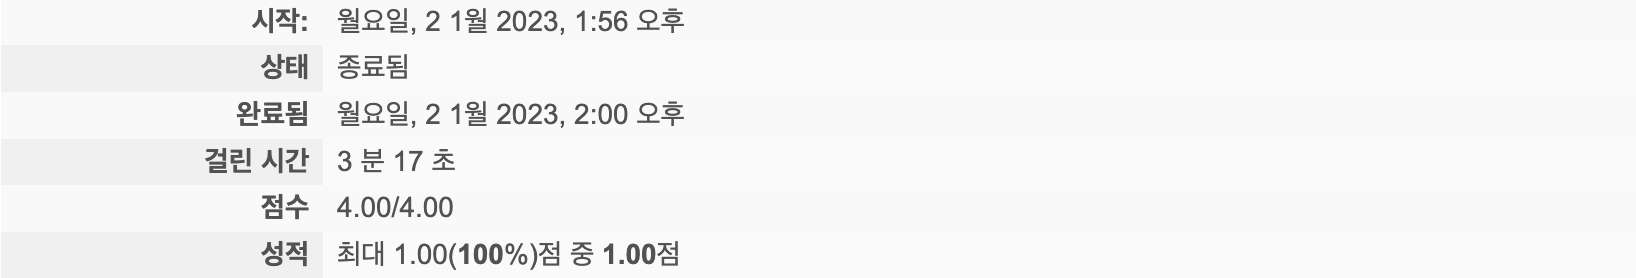 시작: 월요일, 2 1월 2023, 1:56 오후
상태 종료됨
완료됨 월요일, 2 1월 2023, 2:00 오후
걸린 시간 3 분 17 초
점수 4.00/4.00
성적 최대 1.00(100%)점 중 1.00점